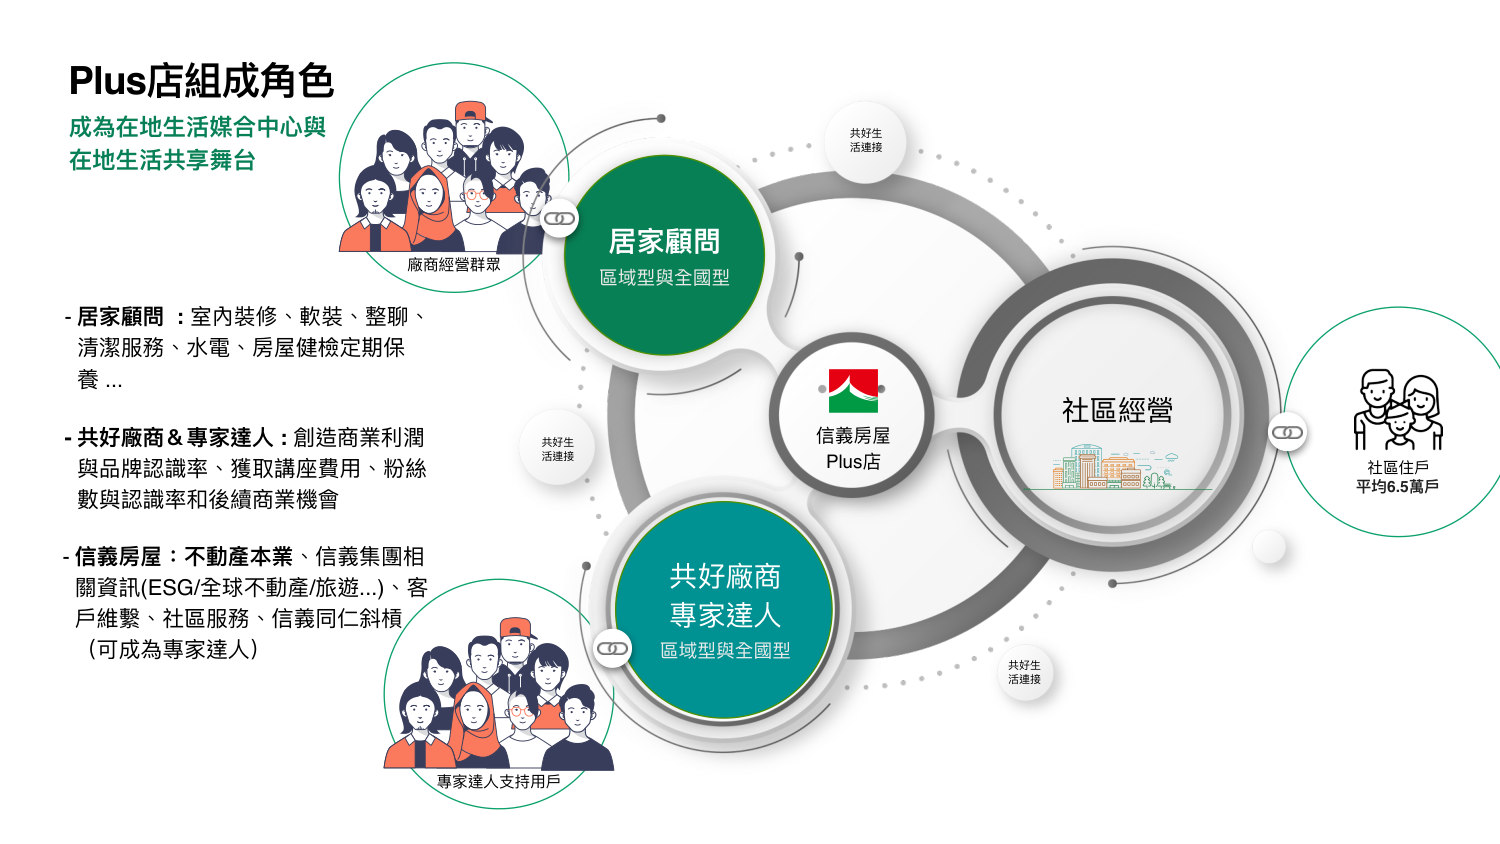 Plus店組成角色
成為在地生活媒合中心與
在地生活共享舞台
廠商經營群眾
- 居家顧問 ：室內裝修、軟裝、整聊、
清潔服務、水電、房屋健檢定期保
養 ...
- 共好廠商＆專家達人：創造商業利潤
與品牌認識率、獲取講座費用、粉絲
數與認識率和後續商業機會
- 信義房屋：不動產本業、信義集團相
關資訊(ESG/全球不動產/旅遊...)、客
戶維繫、社區服務、信義同仁斜槓
（可成為專家達人）
專家達人支持用戶
居家顧問
區域型與全國型
共好生
活連接
共好生
活連接
信義房屋
Plus店
共好廠商
專家達人
區域型與全國型
社區經營
共好生
活連接
社區住戶
平均6.5萬戶